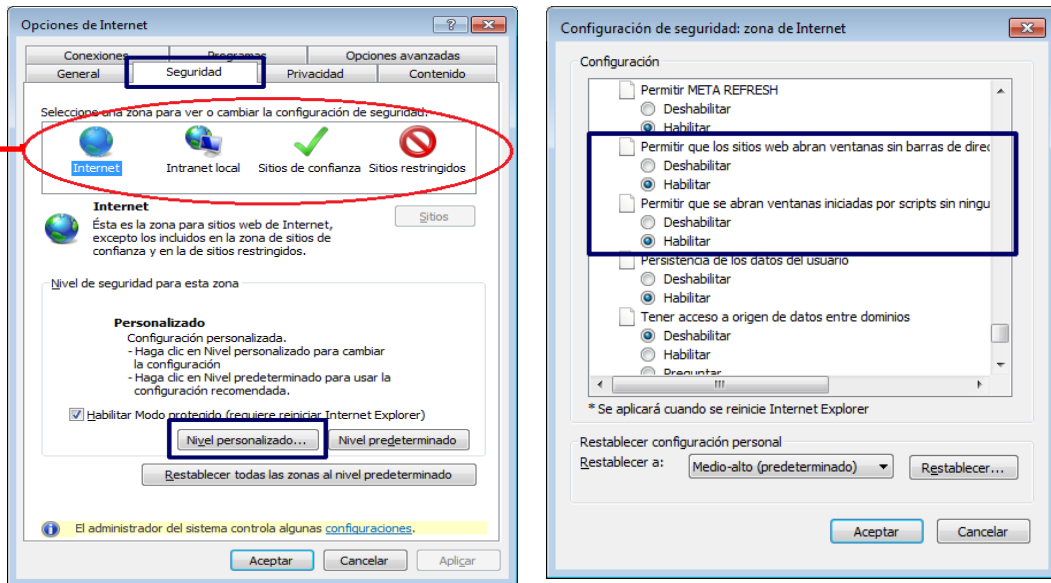 Opciones de Internet
Conexiones Programas Opciones avanzadas
General Seguridad Privacidad Contenido
Seleccione una zona para ver o cambiar la configuración de seguridad.
Internet Intranet local Sitios de confianza Sitios restringidos
Internet
Sitios
Ésta es la zona para sitios web de Internet,
excepto los incluidos en la zona de sitios de
confianza y en la de sitios restringidos.
Nivel de seguridad para esta zona
Personalizado
Configuración personalizada.
- Haga clic en Nivel personalizado para cambiar
la configuración
- Haga clic en Nivel predeterminado para usar la
configuración recomendada.
Habilitar Modo protegido (requiere reiniciar Internet Explorer)
Nivel personalizado... Nivel predeterminado
Restablecer todas las zonas al nivel predeterminado
El administrador del sistema controla algunas configuraciones.
Aceptar Cancelar Aplicar
Configuración de seguridad: zona de Internet
Configuración
Permitir META REFRESH
Deshabilitar
Habilitar
Permitir que los sitios web abran ventanas sin barras de direc
Deshabilitar
Habilitar
Permitir que se abran ventanas iniciadas por scripts sin ningu
Deshabilitar
Habilitar
Persistencia de los datos del usuario
Deshabilitar
Habilitar
Tener acceso a origen de datos entre dominios
Deshabilitar
Habilitar
Preguntar
* Se aplicará cuando se reinicie Internet Explorer
Restablecer configuración personal
Restablecer a: Medio-alto (predeterminado) Restablecer...
Aceptar Cancelar